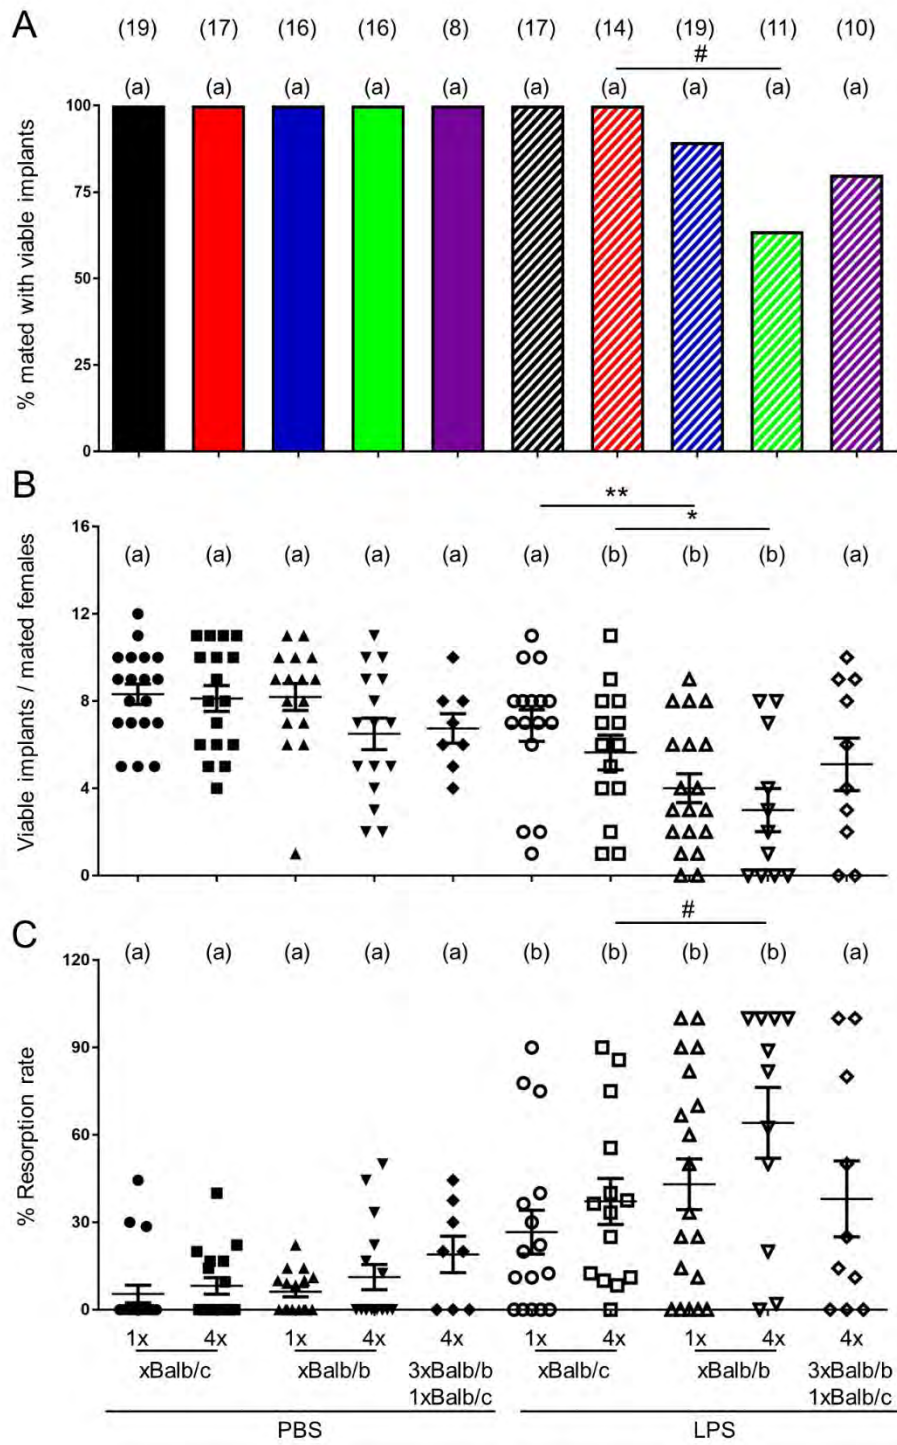 A
(19) (17) (16) (16) (8) (17) (14) (19) (11) (10)
#
(a) (a) (a) (a) (a) (a) (a) (a) (a) (a)
% mated with viable implants
100
75
50
25
0
B
**
*
Viable implants / mated females
16
(a) (a) (a) (a) (a) (a) (b) (b) (b) (a)
12
8
4
0
C
#
% Resorption rate
120
(a) (a) (a) (a) (a) (b) (b) (b) (b) (a)
90
60
30
0
1x 4x 1x 4x 4x 1x 4x 1x 4x 4x
xBalb/c xBalb/b 3xBalb/b xBalb/c xBalb/b 3xBalb/b
1xBalb/c 1xBalb/c
PBS LPS